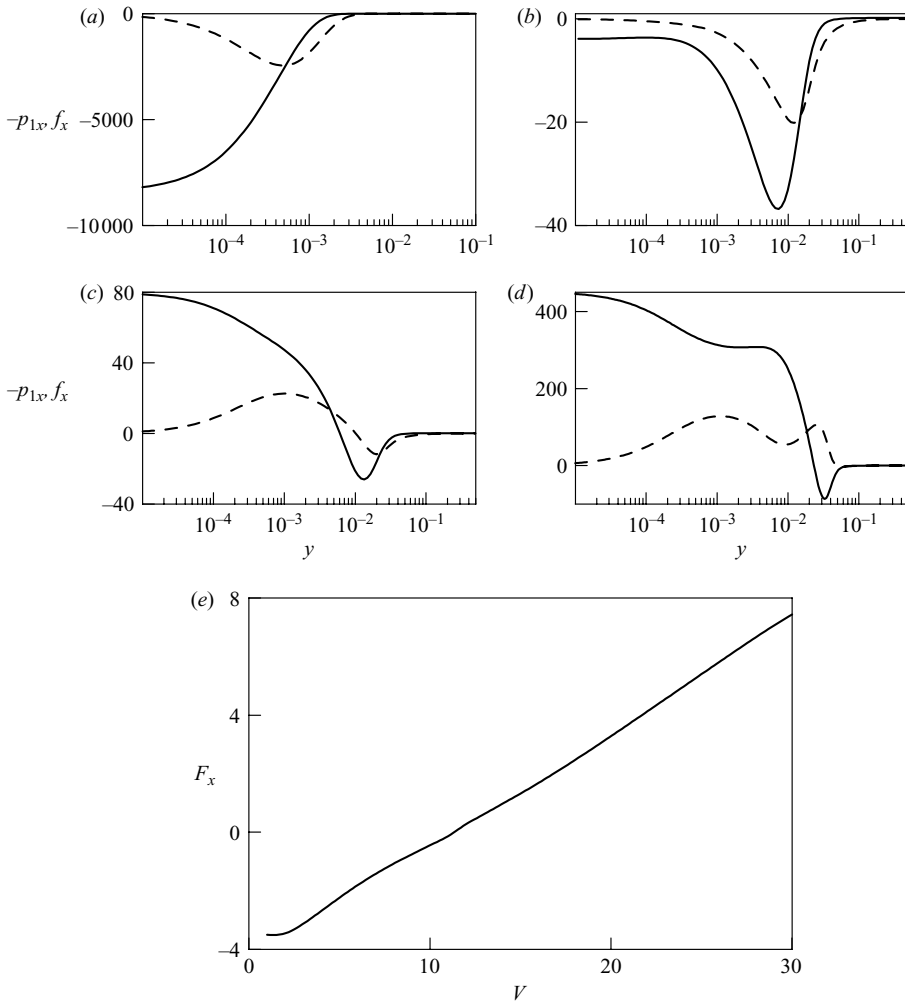 (a) (b)
0 0
–5000 –20
–10000 –40
–p1x, fx
10⁻⁴ 10⁻³ 10⁻² 10⁻¹ 10⁻⁴ 10⁻³ 10⁻² 10⁻¹
(c) (d)
80 400
40 200
0 0
–40
–p1x, fx
10⁻⁴ 10⁻³ 10⁻² 10⁻¹ 10⁻⁴ 10⁻³ 10⁻² 10⁻¹
y y
(e)
8
4
Fx
0
–4
0 10 20 30
V